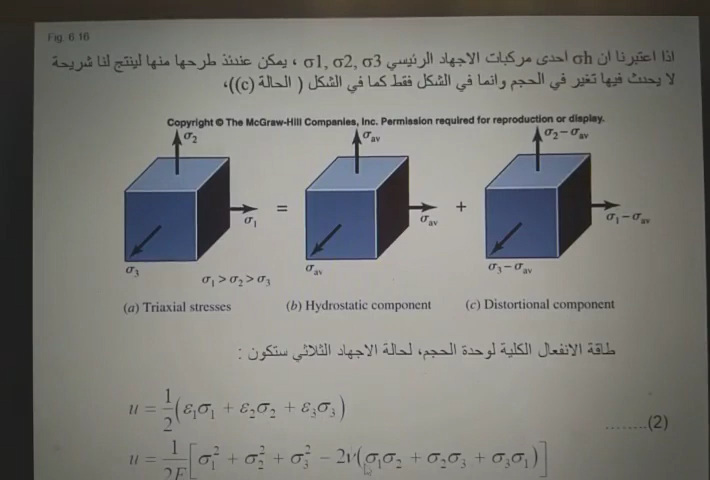 Fig. 6.16
اذا اعتبرنا ان σh أحدى مركبات الاجهاد الرئيسي σ1, σ2, σ3 ، يمكن عندئذ طرحها منها لينتج لنا شريحة
لا يحدث فيها تغير في الحجم وانما في الشكل فقط كما في الشكل ( الحالة (c))،
Copyright © The McGraw-Hill Companies, Inc. Permission required for reproduction or display.
σ₂ σav σ₂ − σav
σ₁ = σav + σ₁ − σav
σ₃ σav σ₃ − σav
σ₁ > σ₂ > σ₃
(a) Triaxial stresses (b) Hydrostatic component (c) Distortional component
طاقة الانفعال الكلية لوحدة الحجم، لحالة الاجهاد الثلاثي ستكون :
u = 1/2 (ε₁σ₁ + ε₂σ₂ + ε₃σ₃)
........(2)
u = 1/2E [σ₁² + σ₂² + σ₃² − 2ν(σ₁σ₂ + σ₂σ₃ + σ₃σ₁)]